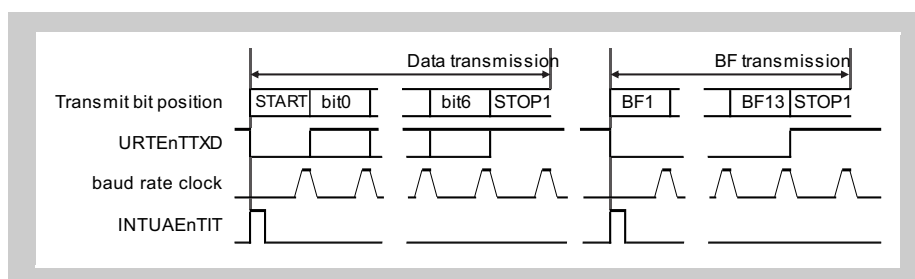 Data transmission BF transmission
Transmit bit position START bit0 bit6 STOP1 BF1 BF13 STOP1
URTEnTTXD
baud rate clock
INTUAEnTIT